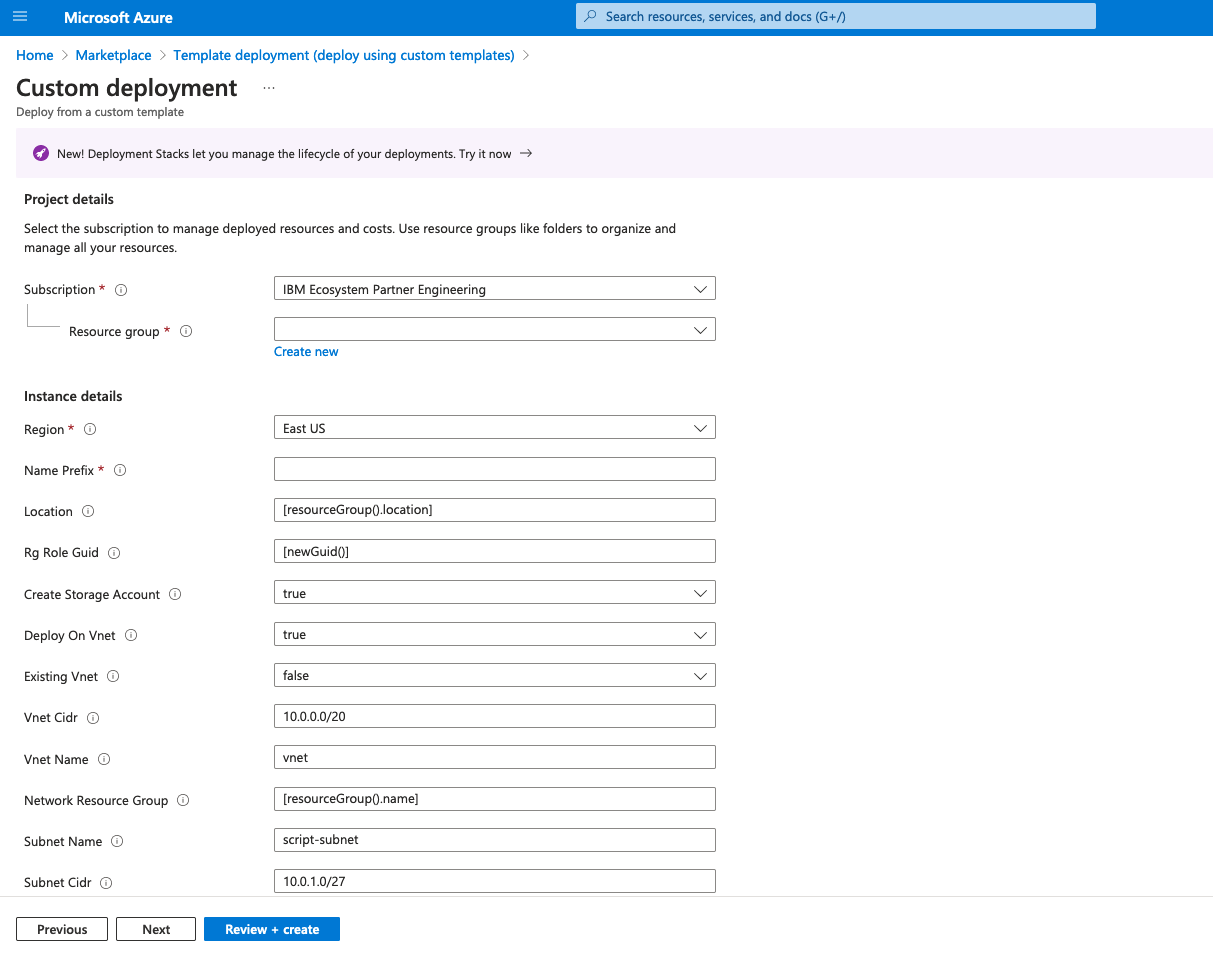 Microsoft Azure
Search resources, services, and docs (G+/)
Home > Marketplace > Template deployment (deploy using custom templates) >
Custom deployment ...
Deploy from a custom template
New! Deployment Stacks let you manage the lifecycle of your deployments. Try it now →
Project details
Select the subscription to manage deployed resources and costs. Use resource groups like folders to organize and
manage all your resources.
Subscription * IBM Ecosystem Partner Engineering
Resource group *
Create new
Instance details
Region * East US
Name Prefix *
Location [resourceGroup().location]
Rg Role Guid [newGuid()]
Create Storage Account true
Deploy On Vnet true
Existing Vnet false
Vnet Cidr 10.0.0.0/20
Vnet Name vnet
Network Resource Group [resourceGroup().name]
Subnet Name script-subnet
Subnet Cidr 10.0.1.0/27
Previous Next Review + create